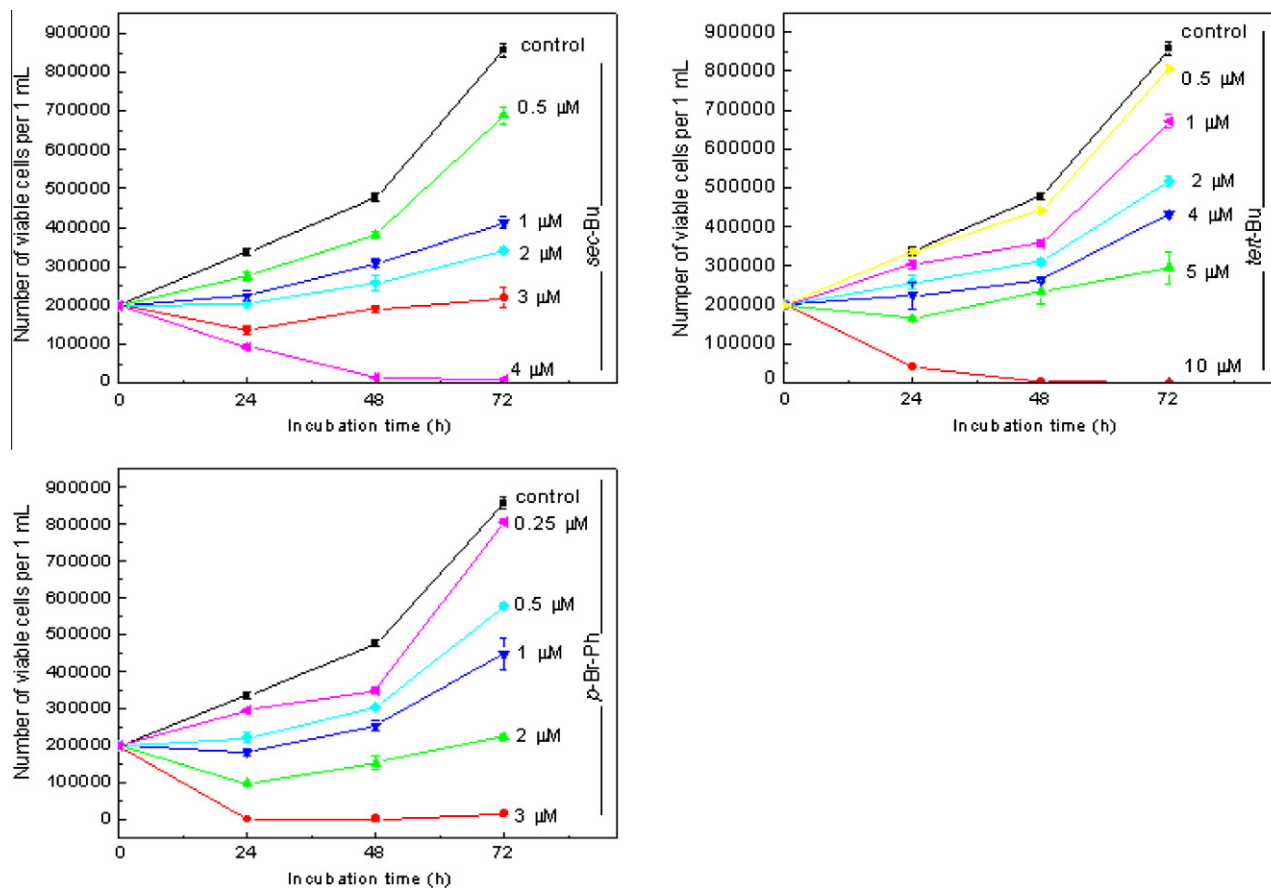 Number of viable cells per 1 mL
900000
800000
700000
600000
500000
400000
300000
200000
100000
0
control
0.5 μM
1 μM
2 μM
3 μM
4 μM
sec-Bu
0 24 48 72
Incubation time (h)
Number of viable cells per 1 mL
900000
800000
700000
600000
500000
400000
300000
200000
100000
0
control
0.5 μM
1 μM
2 μM
4 μM
5 μM
10 μM
tert-Bu
0 24 48 72
Incubation time (h)
Number of viable cells per 1 mL
900000
800000
700000
600000
500000
400000
300000
200000
100000
0
control
0.25 μM
0.5 μM
1 μM
2 μM
3 μM
p-Br-Ph
0 24 48 72
Incubation time (h)